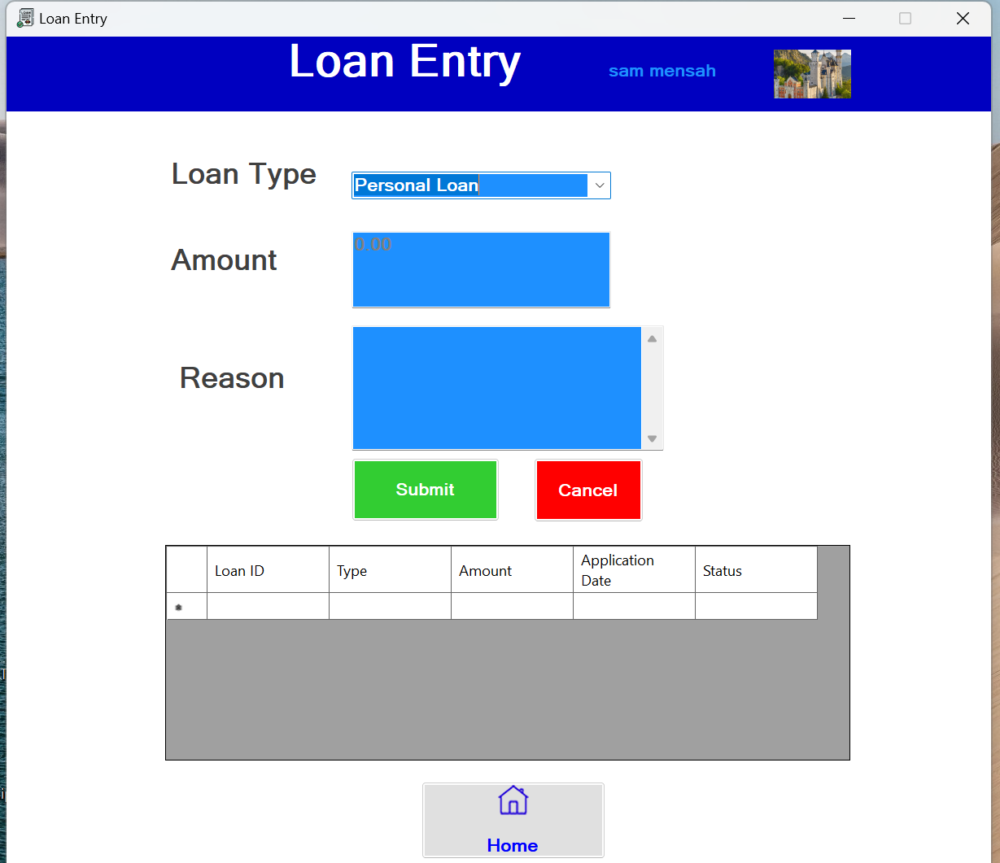 Loan Entry
Loan Entry
sam mensah
Loan Type
Personal Loan
Amount
0.00
Reason
Submit
Cancel
Loan ID
Type
Amount
Application
Date
Status
Home